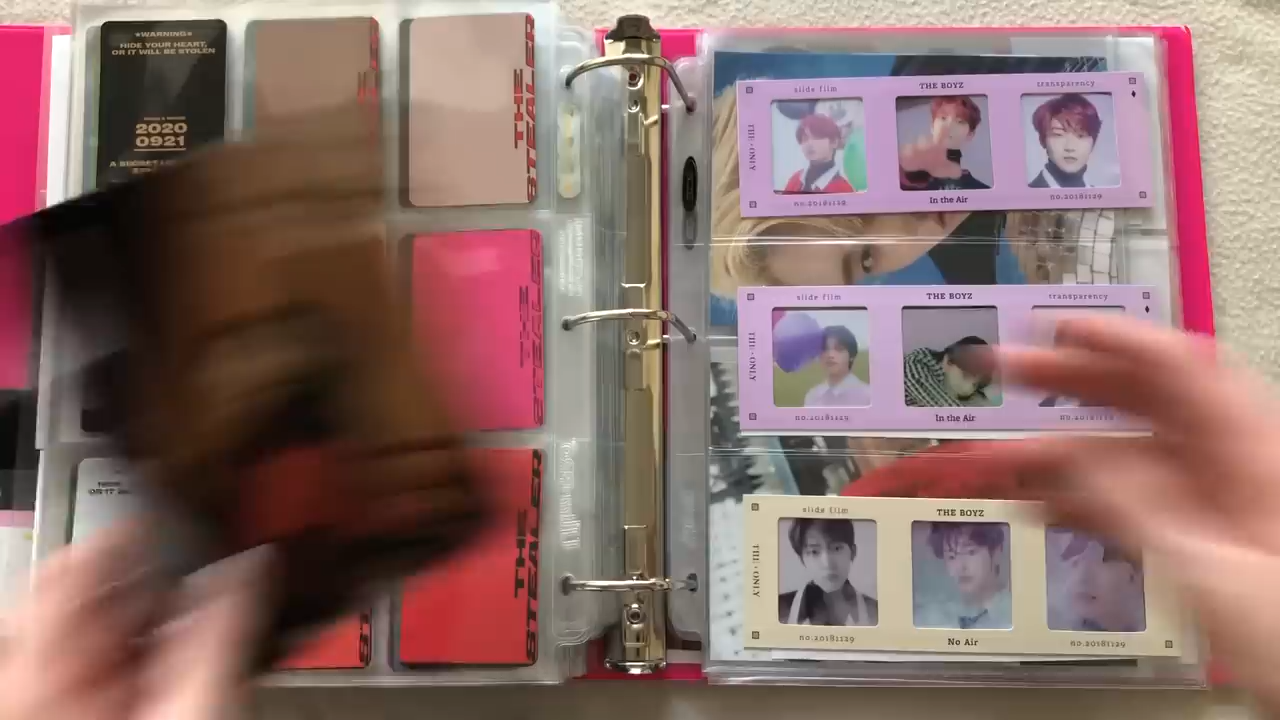 ★WARNING★
HIDE YOUR HEART,
OR IT WILL BE STOLEN
2020
0921
THE
STEALER
THE
STEALER
THE
STEALER
slide film
THE BOYZ
transparency
THE · ONLY
no.20181129
In the Air
no.20181129
slide film
THE BOYZ
transparency
THE · ONLY
no.20181129
In the Air
no.20181129
slide film
THE BOYZ
THE · ONLY
no.20181129
No Air
no.20181129